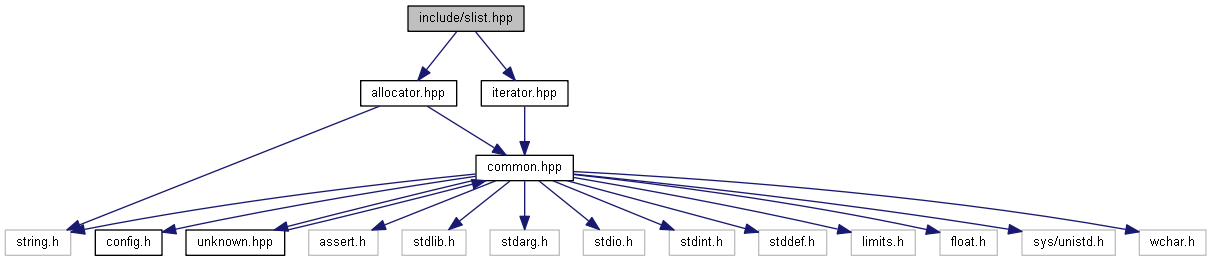 include/slist.hpp
allocator.hpp
iterator.hpp
common.hpp
string.h
config.h
unknown.hpp
assert.h
stdlib.h
stdarg.h
stdio.h
stdint.h
stddef.h
limits.h
float.h
sys/unistd.h
wchar.h